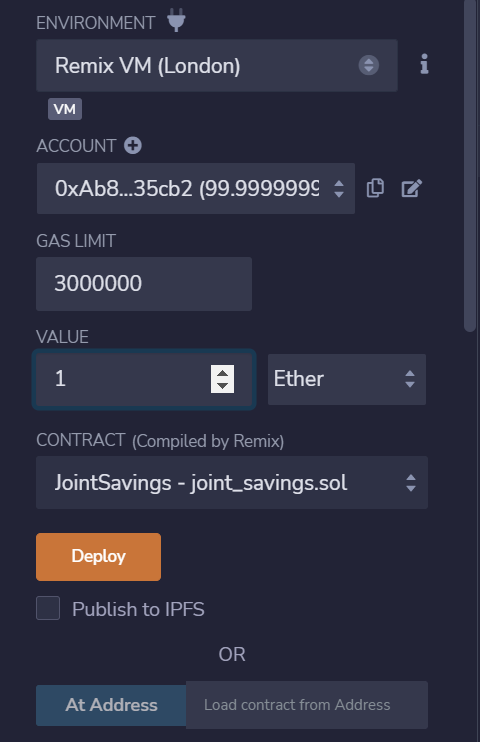 ENVIRONMENT
Remix VM (London)
VM
ACCOUNT
0xAb8...35cb2 (99.9999999
GAS LIMIT
3000000
VALUE
1 Ether
CONTRACT (Compiled by Remix)
JointSavings - joint_savings.sol
Deploy
Publish to IPFS
OR
At Address Load contract from Address